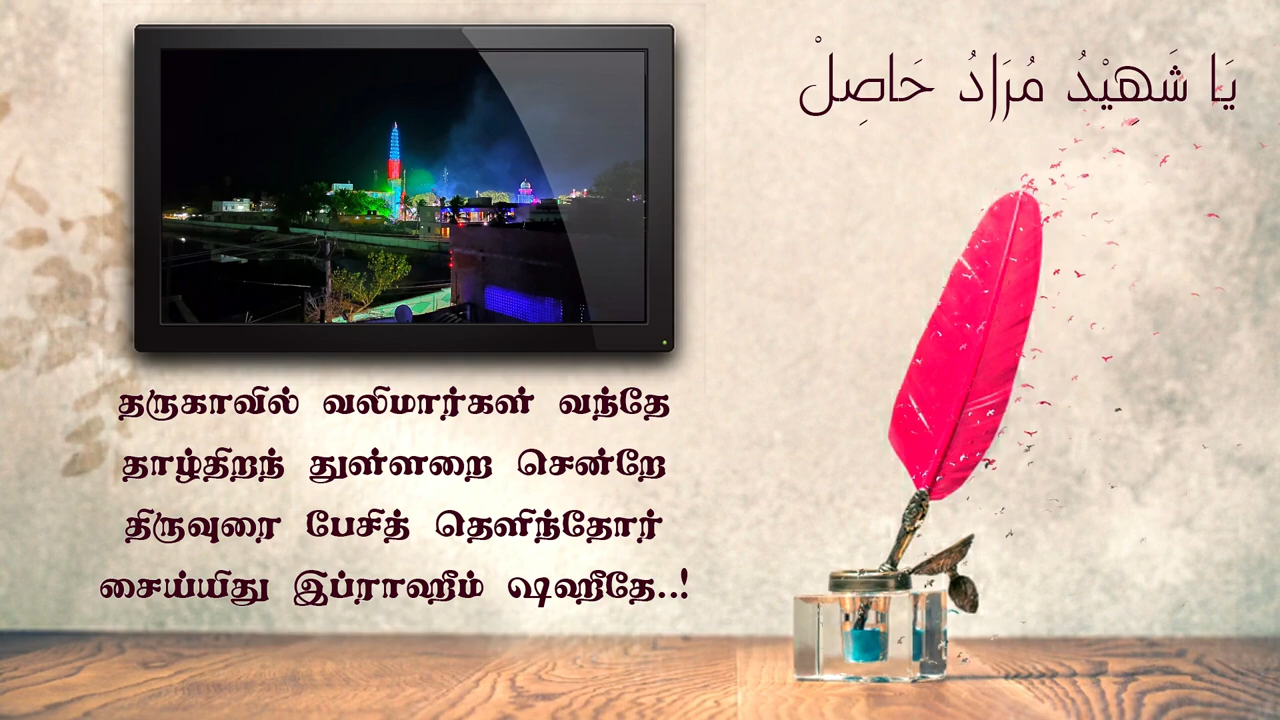 يَا شَهِيْدُ مُرَادُ حَاصِلْ
தருகாவில் வலிமார்கள் வந்தே
தாழ்திறந் துள்ளறை சென்றே
திருவுரை பேசித் தெளிந்தோர்
சைய்யிது இப்ராஹீம் ஷஹீதே..!